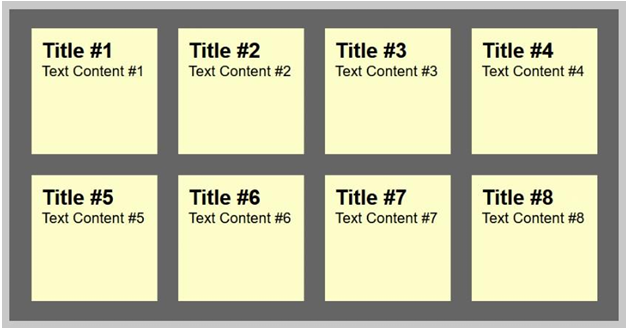 Title #1
Text Content #1
Title #2
Text Content #2
Title #3
Text Content #3
Title #4
Text Content #4
Title #5
Text Content #5
Title #6
Text Content #6
Title #7
Text Content #7
Title #8
Text Content #8